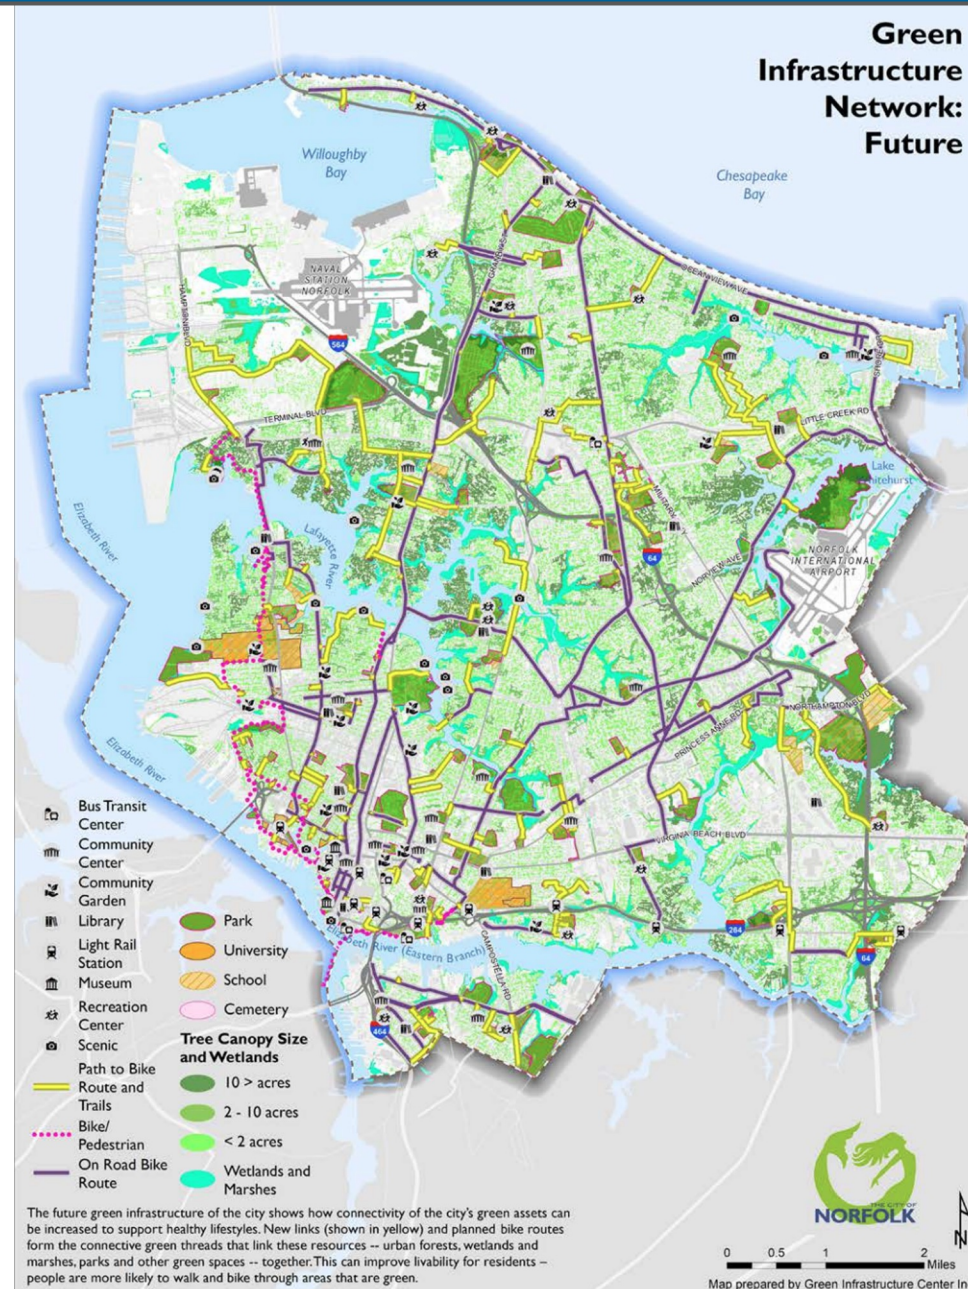 Green
Infrastructure
Network:
Future
Willoughby
Bay
Chesapeake
Bay
NAVAL
STATION
NORFOLK
564
OCEAN VIEW AVE
TERMINAL BLVD
LITTLE CREEK RD
Lake
Elizabeth River
Lafayette
River
MILITARY
64
NORVIEW AVE
NORFOLK
INTERNATIONAL
AIRPORT
NORTHAMPTON BLVD
PRINCESS ANNE RD
Elizabeth River
VIRGINIA BEACH BLVD
264
64
Elizabeth River (Eastern Branch)
CAMPOSTELLA RD
464
Bus Transit
Center
Community
Center
Community
Garden
Library
Light Rail
Station
Museum
Recreation
Center
Scenic
Path to Bike
Route and
Trails
Bike/
Pedestrian
On Road Bike
Route
Park
University
School
Cemetery
Tree Canopy Size
and Wetlands
10 > acres
2 - 10 acres
< 2 acres
Wetlands and
Marshes
The future green infrastructure of the city shows how connectivity of the city's green assets can
be increased to support healthy lifestyles. New links (shown in yellow) and planned bike routes
form the connective green threads that link these resources -- urban forests, wetlands and
marshes, parks and other green spaces -- together. This can improve livability for residents –
people are more likely to walk and bike through areas that are green.
THE CITY OF
NORFOLK
N
0 0.5 1 2
Miles
Map prepared by Green Infrastructure Center In